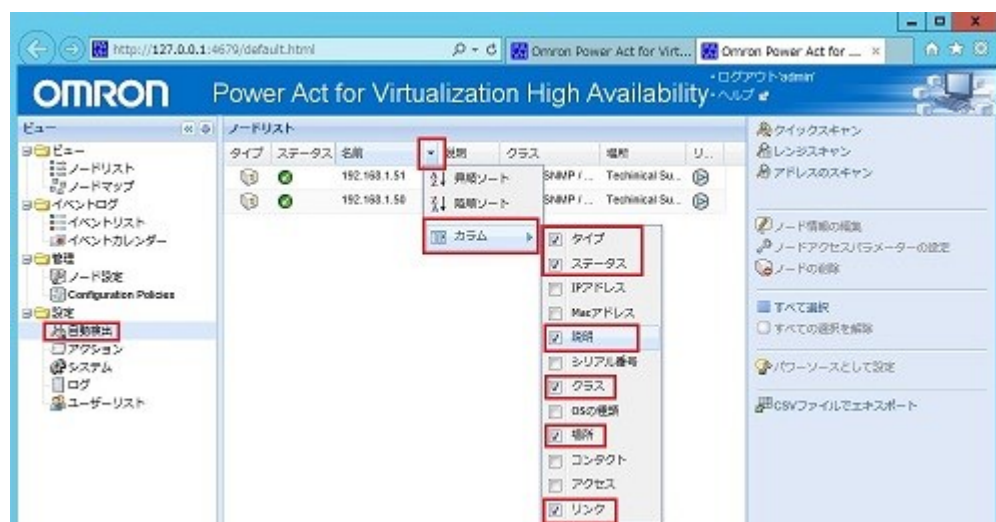 http://127.0.0.1:4679/default.html
Omron Power Act for Virt...
Omron Power Act for ...
OMRON
Power Act for Virtualization High Availability
・ログアウト'admin'
・ヘルプ
ビュー
ノードリスト
タイプ ステータス 名前 説明 クラス 場所 リ...
192.168.1.51 SNMP / ... Techinical Su...
192.168.1.50 SNMP / ... Techinical Su...
昇順ソート
降順ソート
カラム
タイプ
ステータス
IPアドレス
Macアドレス
説明
シリアル番号
クラス
OSの種類
場所
コンタクト
アクセス
リンク
ビュー
ノードリスト
ノードマップ
イベントログ
イベントリスト
イベントカレンダー
管理
ノード設定
Configuration Policies
設定
自動検出
アクション
システム
ログ
ユーザーリスト
クイックスキャン
レンジスキャン
アドレスのスキャン
ノード情報の編集
ノードアクセスパラメーターの設定
ノードの削除
すべて選択
すべての選択を解除
パワーソースとして設定
CSVファイルでエキスポート